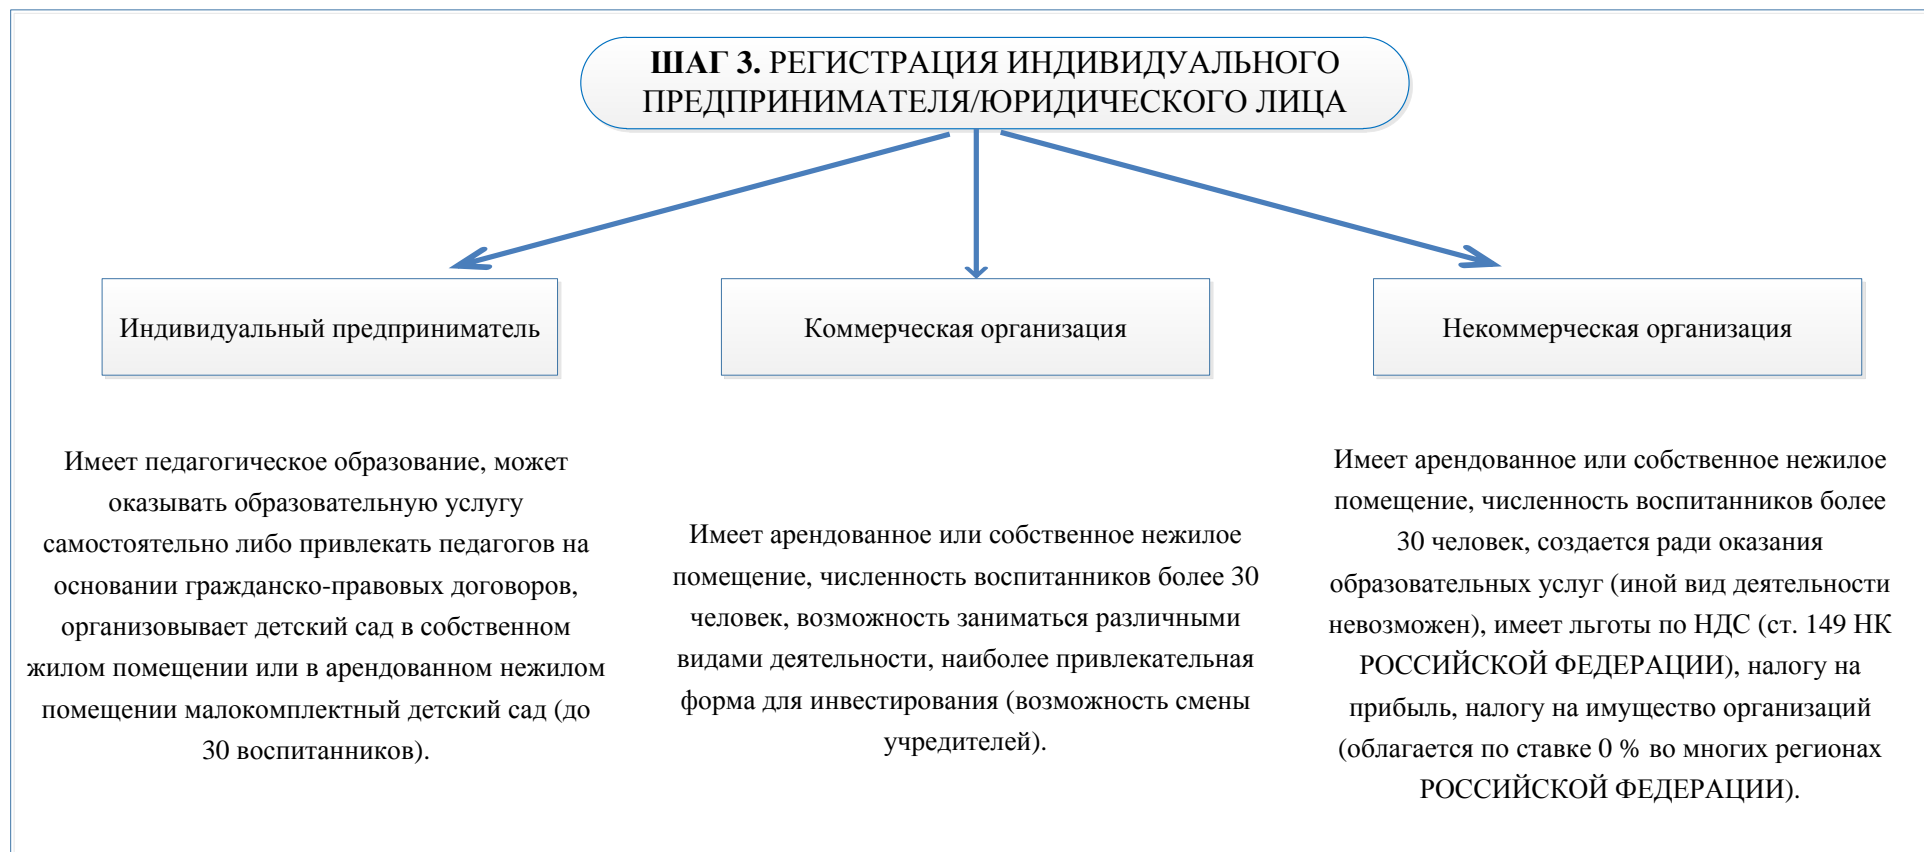 ШАГ 3. РЕГИСТРАЦИЯ ИНДИВИДУАЛЬНОГО
ПРЕДПРИНИМАТЕЛЯ/ЮРИДИЧЕСКОГО ЛИЦА
Индивидуальный предприниматель
Коммерческая организация
Некоммерческая организация
Имеет педагогическое образование, может
оказывать образовательную услугу
самостоятельно либо привлекать педагогов на
основании гражданско-правовых договоров,
организовывает детский сад в собственном
жилом помещении или в арендованном нежилом
помещении малокомплектный детский сад (до
30 воспитанников).
Имеет арендованное или собственное нежилое
помещение, численность воспитанников более 30
человек, возможность заниматься различными
видами деятельности, наиболее привлекательная
форма для инвестирования (возможность смены
учредителей).
Имеет арендованное или собственное нежилое
помещение, численность воспитанников более
30 человек, создается ради оказания
образовательных услуг (иной вид деятельности
невозможен), имеет льготы по НДС (ст. 149 НК
РОССИЙСКОЙ ФЕДЕРАЦИИ), налогу на
прибыль, налогу на имущество организаций
(облагается по ставке 0 % во многих регионах
РОССИЙСКОЙ ФЕДЕРАЦИИ).